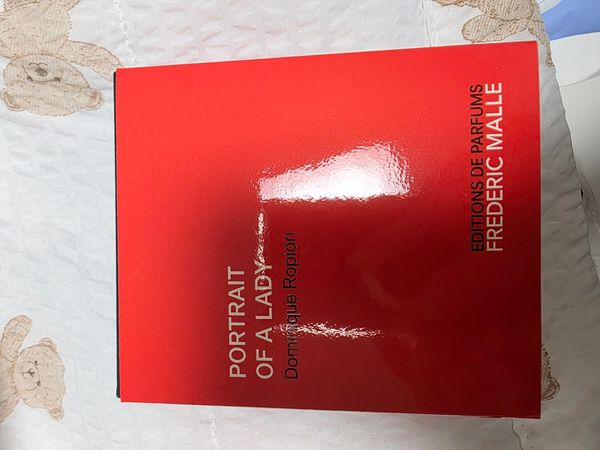 PORTRAIT
OF A LADY
Dominique Ropion
EDITIONS DE PARFUMS
FREDERIC MALLE